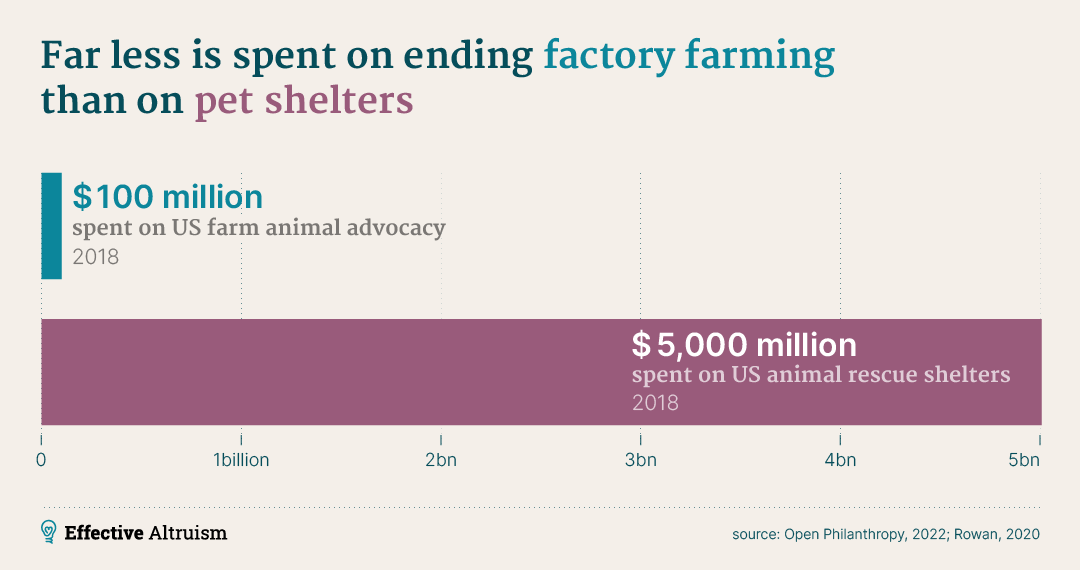 Far less is spent on ending factory farming
than on pet shelters
$100 million
spent on US farm animal advocacy
2018
$5,000 million
spent on US animal rescue shelters
2018
0 1billion 2bn 3bn 4bn 5bn
Effective Altruism
source: Open Philanthropy, 2022; Rowan, 2020